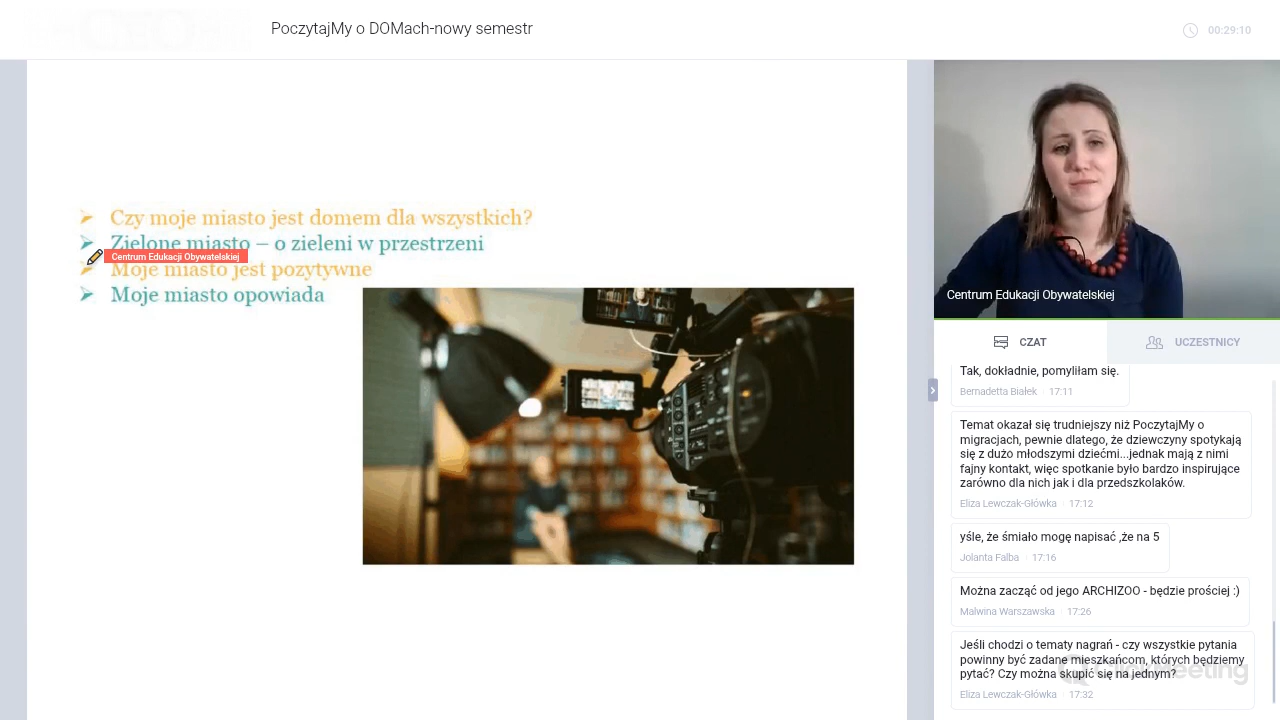 PoczytajMy o DOMach-nowy semestr
00:29:10
Czy moje miasto jest domem dla wszystkich?
Zielone miasto – o zieleni w przestrzeni
Centrum Edukacji Obywatelskiej
Moje miasto jest pozytywne
Moje miasto opowiada
Centrum Edukacji Obywatelskiej
CZAT
UCZESTNICY
Tak, dokładnie, pomyliłam się.
Bernadetta Białek 17:11
Temat okazał się trudniejszy niż PoczytajMy o
migracjach, pewnie dlatego, że dziewczyny spotykają
się z dużo młodszymi dziećmi...jednak mają z nimi
fajny kontakt, więc spotkanie było bardzo inspirujące
zarówno dla nich jak i dla przedszkolaków.
Eliza Lewczak-Główka 17:12
yśle, że śmiało mogę napisać ,że na 5
Jolanta Falba 17:16
Można zacząć od jego ARCHIZOO - będzie prościej :)
Malwina Warszawska 17:26
Jeśli chodzi o tematy nagrań - czy wszystkie pytania
powinny być zadane mieszkańcom, których będziemy
pytać? Czy można skupić się na jednym?
Eliza Lewczak-Główka 17:32
ClickMeeting